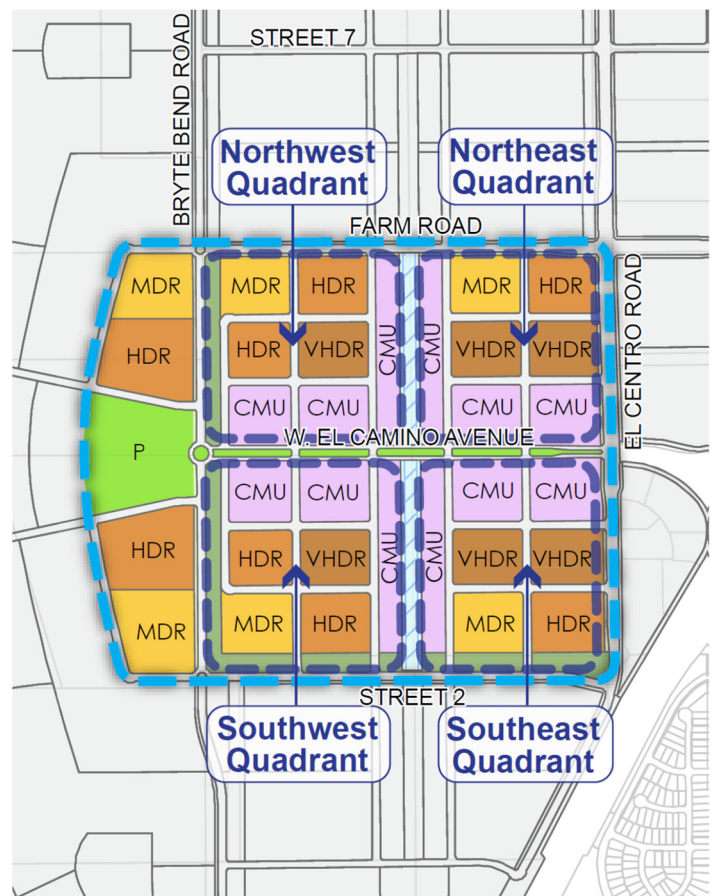 STREET 7
BRYTE BEND ROAD
Northwest
Quadrant
Northeast
Quadrant
FARM ROAD
EL CENTRO ROAD
MDR
MDR
HDR
MDR
HDR
HDR
HDR
VHDR
CMU
CMU
VHDR
VHDR
CMU
CMU
CMU
CMU
W. EL CAMINO AVENUE
P
CMU
CMU
CMU
CMU
HDR
HDR
VHDR
CMU
CMU
VHDR
VHDR
MDR
MDR
HDR
MDR
HDR
STREET 2
Southwest
Quadrant
Southeast
Quadrant